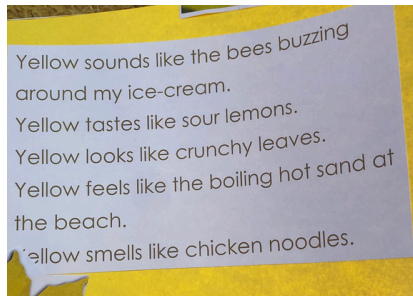 Yellow sounds like the bees buzzing
around my ice-cream.
Yellow tastes like sour lemons.
Yellow looks like crunchy leaves.
Yellow feels like the boiling hot sand at
the beach.
Yellow smells like chicken noodles.